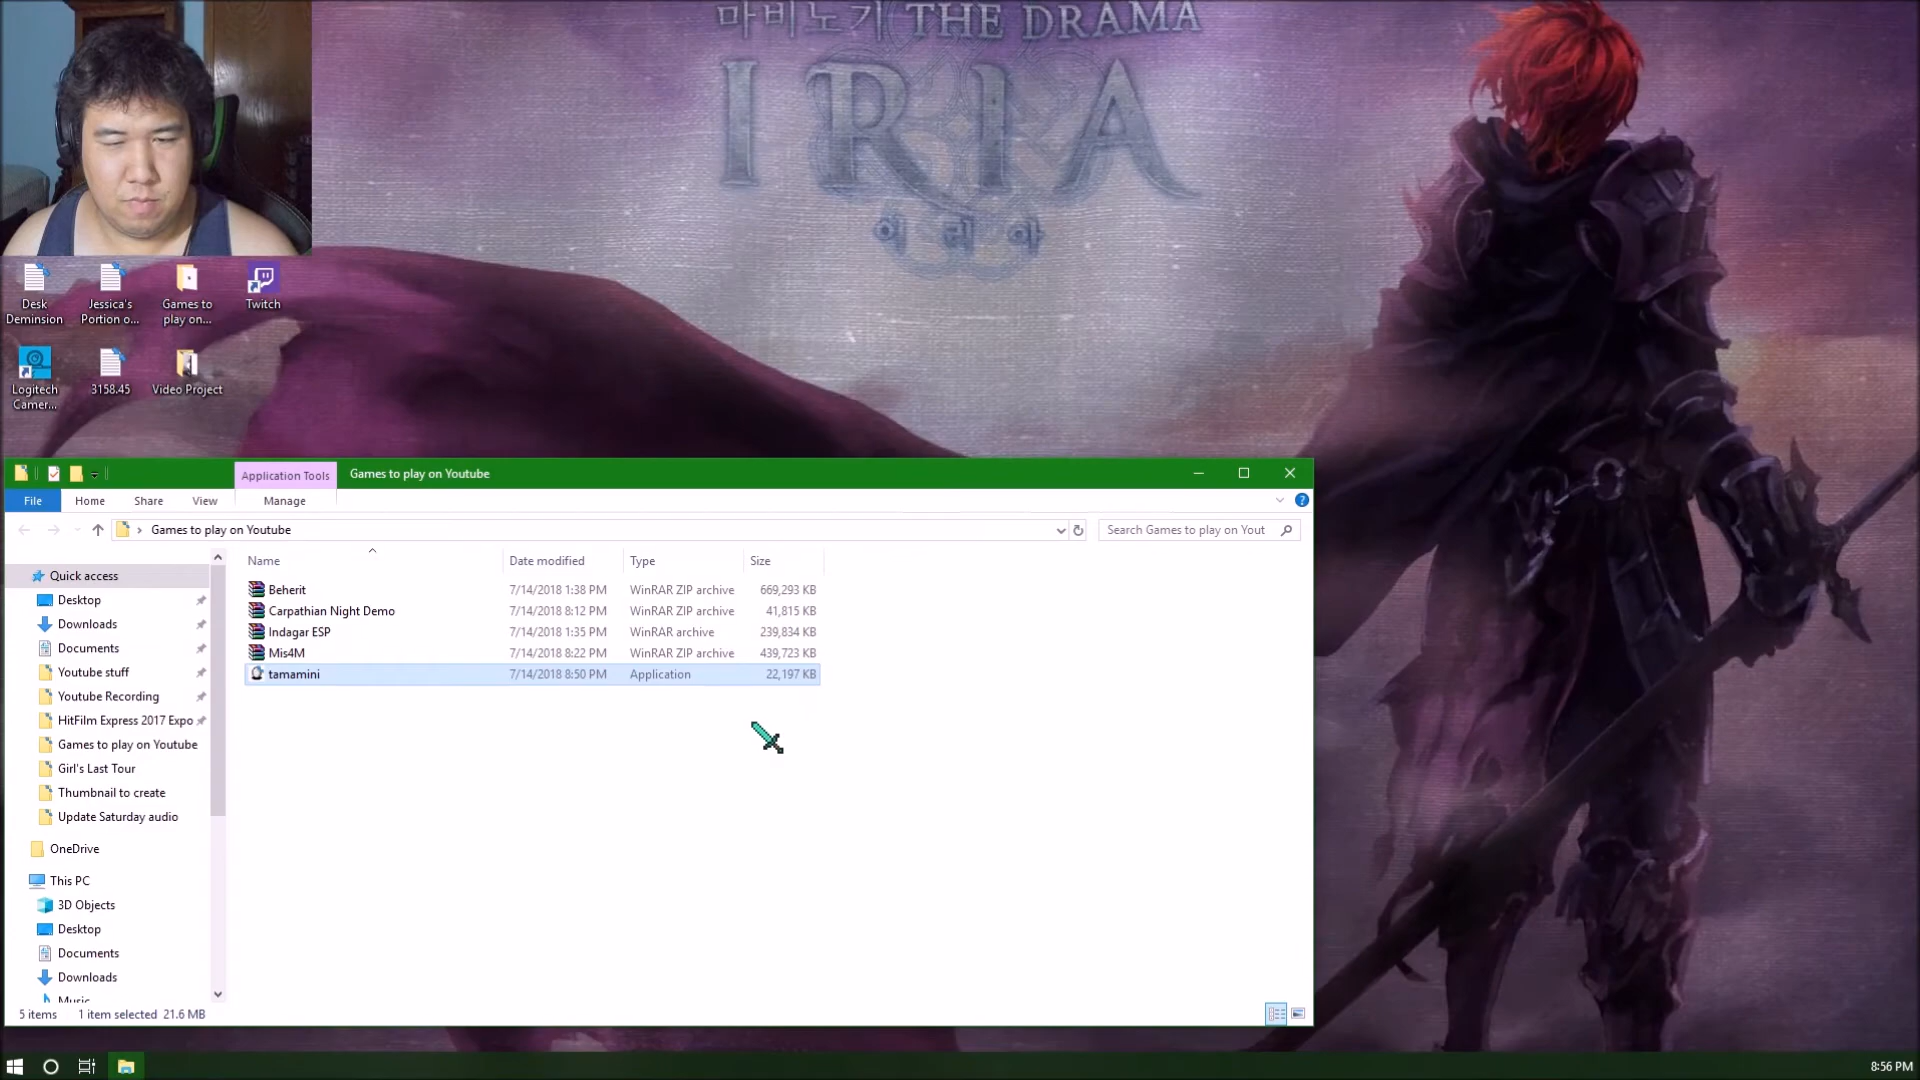 마비노기 THE DRAMA
IRIA
이리아
Desk Deminsion
Jessica's Portion o...
Games to play on...
Twitch
Logitech Camer...
3158.45
Video Project
Application Tools
Games to play on Youtube
File
Home
Share
View
Manage
Games to play on Youtube
Search Games to play on Yout
Name
Date modified
Type
Size
Quick access
Desktop
Downloads
Documents
Youtube stuff
Youtube Recording
HitFilm Express 2017 Expo
Games to play on Youtube
Girl's Last Tour
Thumbnail to create
Update Saturday audio
OneDrive
This PC
3D Objects
Desktop
Documents
Downloads
Music
Beherit 7/14/2018 1:38 PM WinRAR ZIP archive 669,293 KB
Carpathian Night Demo 7/14/2018 8:12 PM WinRAR ZIP archive 41,815 KB
Indagar ESP 7/14/2018 1:35 PM WinRAR archive 239,834 KB
Mis4M 7/14/2018 8:22 PM WinRAR ZIP archive 439,723 KB
tamamini 7/14/2018 8:50 PM Application 22,197 KB
5 items 1 item selected 21.6 MB
8:56 PM